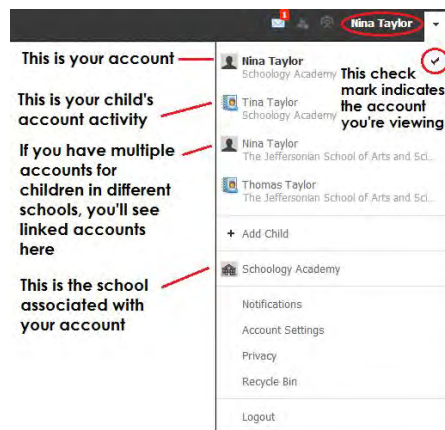 1
Nina Taylor
This is your account
Nina Taylor
Schoology Academy
This check
mark indicates
the account
you're viewing
This is your child's
account activity
Tina Taylor
Schoology Academy
If you have multiple
accounts for
children in different
schools, you'll see
linked accounts
here
Nina Taylor
The Jeffersonian School of Arts and Sci...
Thomas Taylor
The Jeffersonian School of Arts and Sci...
+ Add Child
This is the school
associated with
your account
Schoology Academy
Notifications
Account Settings
Privacy
Recycle Bin
Logout